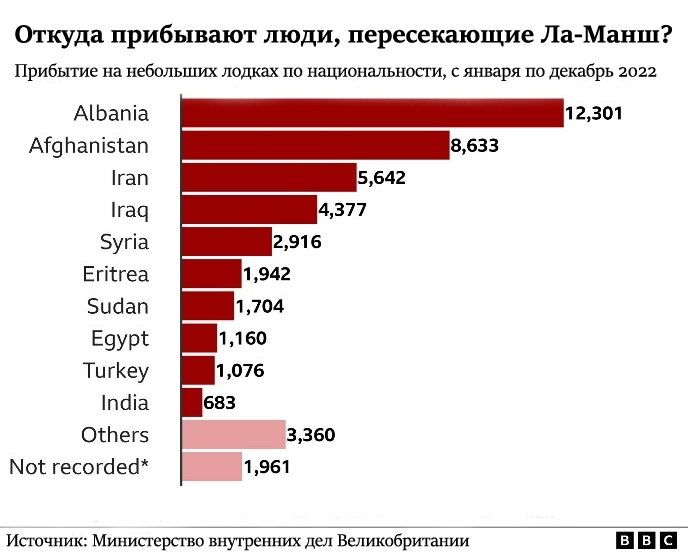 Откуда прибывают люди, пересекающие Ла-Манш?
Прибытие на небольших лодках по национальности, с января по декабрь 2022
Albania 12,301
Afghanistan 8,633
Iran 5,642
Iraq 4,377
Syria 2,916
Eritrea 1,942
Sudan 1,704
Egypt 1,160
Turkey 1,076
India 683
Others 3,360
Not recorded* 1,961
Источник: Министерство внутренних дел Великобритании BBC